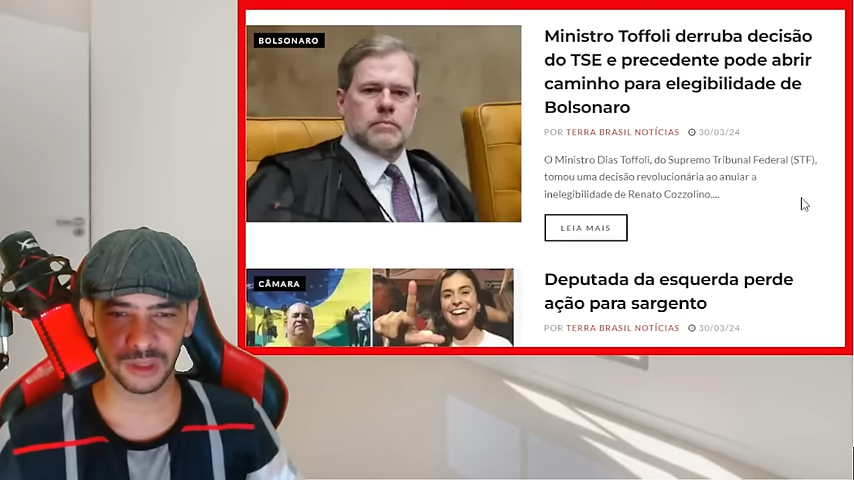 BOLSONARO
Ministro Toffoli derruba decisão
do TSE e precedente pode abrir
caminho para elegibilidade de
Bolsonaro
POR TERRA BRASIL NOTÍCIAS 30/03/24
O Ministro Dias Toffoli, do Supremo Tribunal Federal (STF),
tomou uma decisão revolucionária ao anular a
inelegibilidade de Renato Cozzolino,...
LEIA MAIS
CÂMARA
Deputada da esquerda perde
ação para sargento
POR TERRA BRASIL NOTÍCIAS 30/03/24